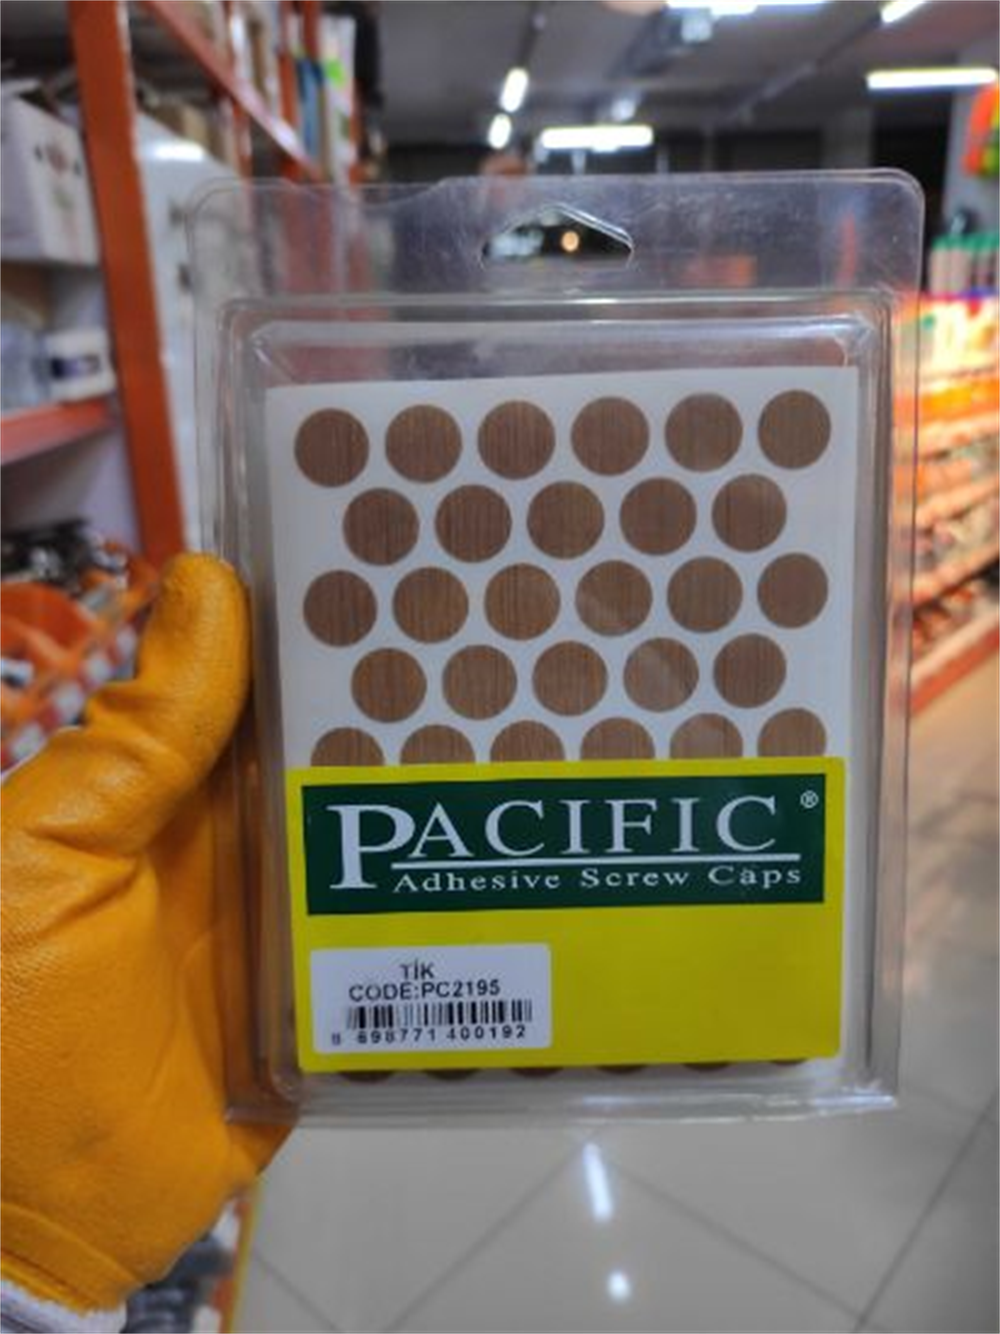 PACIFIC®
Adhesive Screw Caps
TİK
CODE:PC2195
8 698771 400192